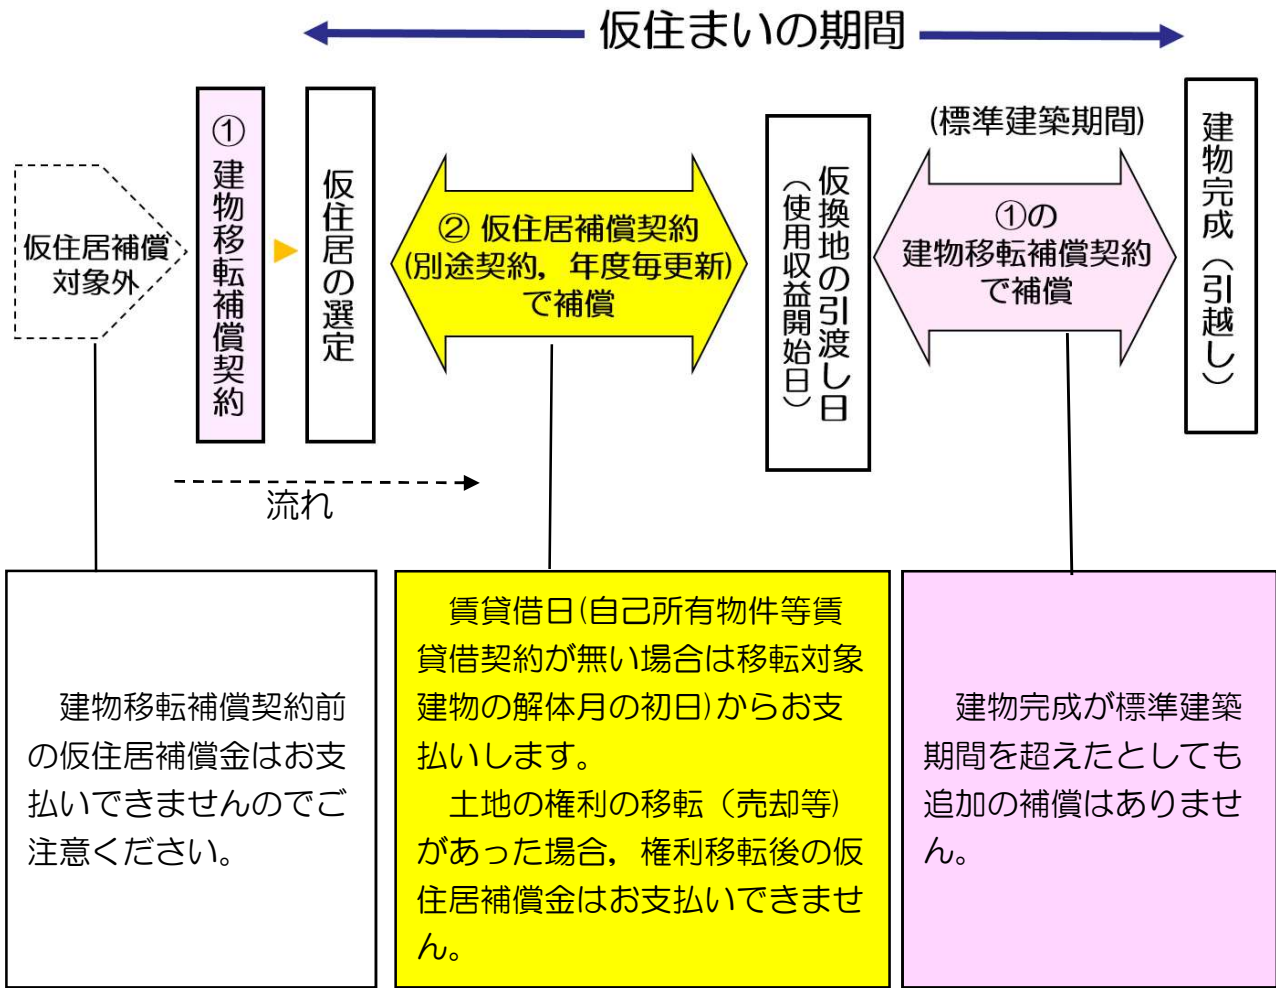 仮住まいの期間
仮住居補償
対象外
①建物移転補償契約
仮住居の選定
② 仮住居補償契約
(別途契約，年度毎更新)
で補償
仮換地の引渡し日
（使用収益開始日）
(標準建築期間)
①の
建物移転補償契約
で補償
建物完成（引越し）
流れ
建物移転補償契約前
の仮住居補償金はお支
払いできませんのでご
注意ください。
賃貸借日(自己所有物件等賃
貸借契約が無い場合は移転対象
建物の解体月の初日)からお支
払いします。
土地の権利の移転（売却等）
があった場合，権利移転後の仮
住居補償金はお支払いできませ
ん。
建物完成が標準建築
期間を超えたとしても
追加の補償はありませ
ん。